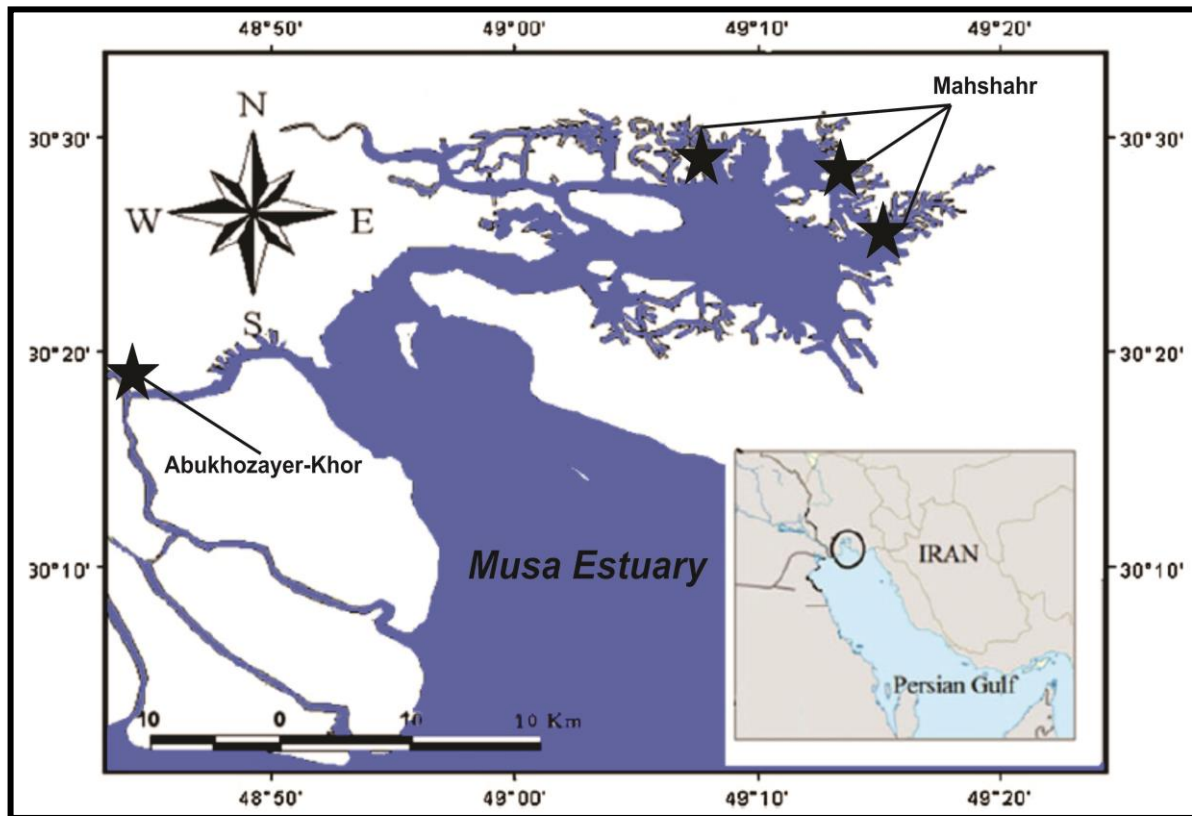 48°50'
49°00'
49°10'
49°20'
Mahshahr
N
30°30'
30°30'
W
E
S
30°20'
30°20'
Abukhozayer-Khor
Musa Estuary
IRAN
30°10'
30°10'
Persian Gulf
10
0
10
10 Km
48°50'
49°00'
49°10'
49°20'